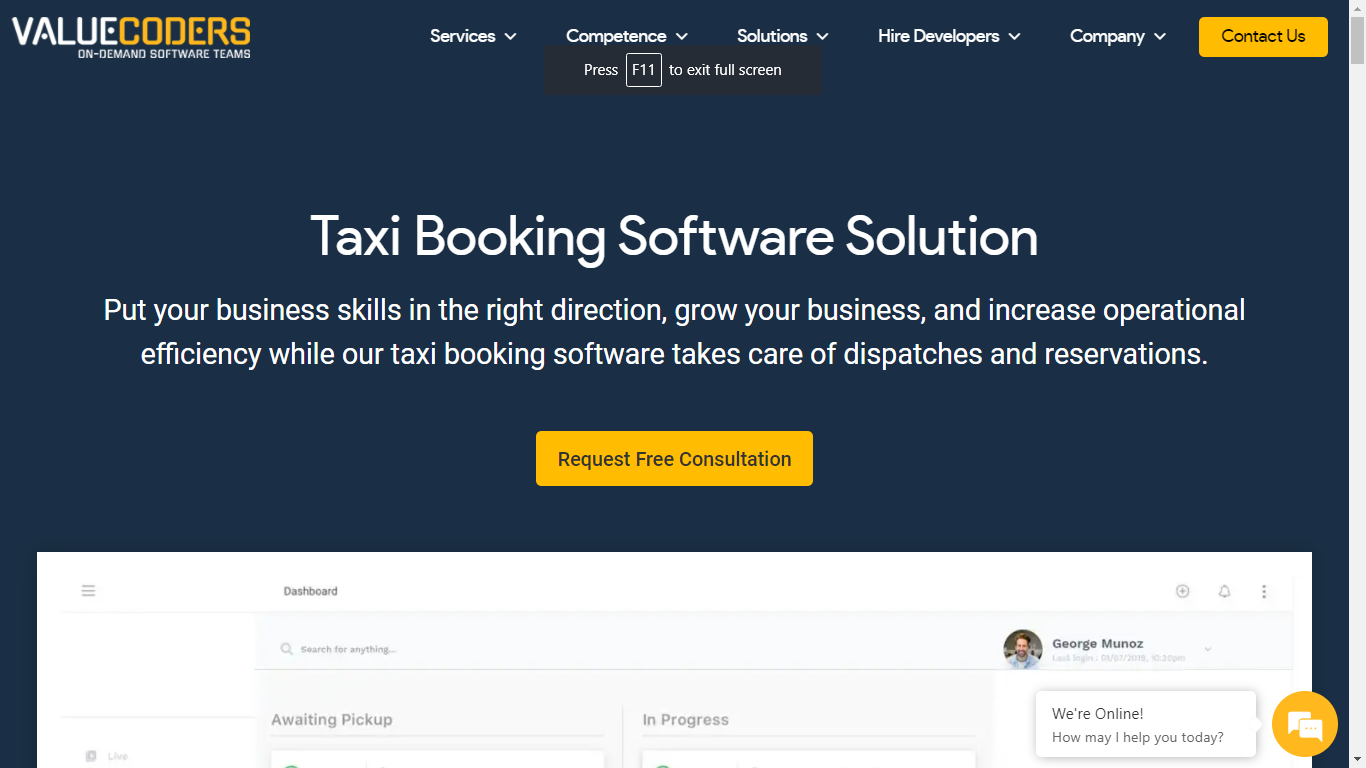 VALUECODERS
ON-DEMAND SOFTWARE TEAMS
Services
Competence
Solutions
Hire Developers
Company
Contact Us
Press F11 to exit full screen
Taxi Booking Software Solution
Put your business skills in the right direction, grow your business, and increase operational
efficiency while our taxi booking software takes care of dispatches and reservations.
Request Free Consultation
Dashboard
Search for anything...
George Munoz
Last login : 03/07/2019, 10:30pm
Awaiting Pickup
In Progress
Live
We're Online!
How may I help you today?